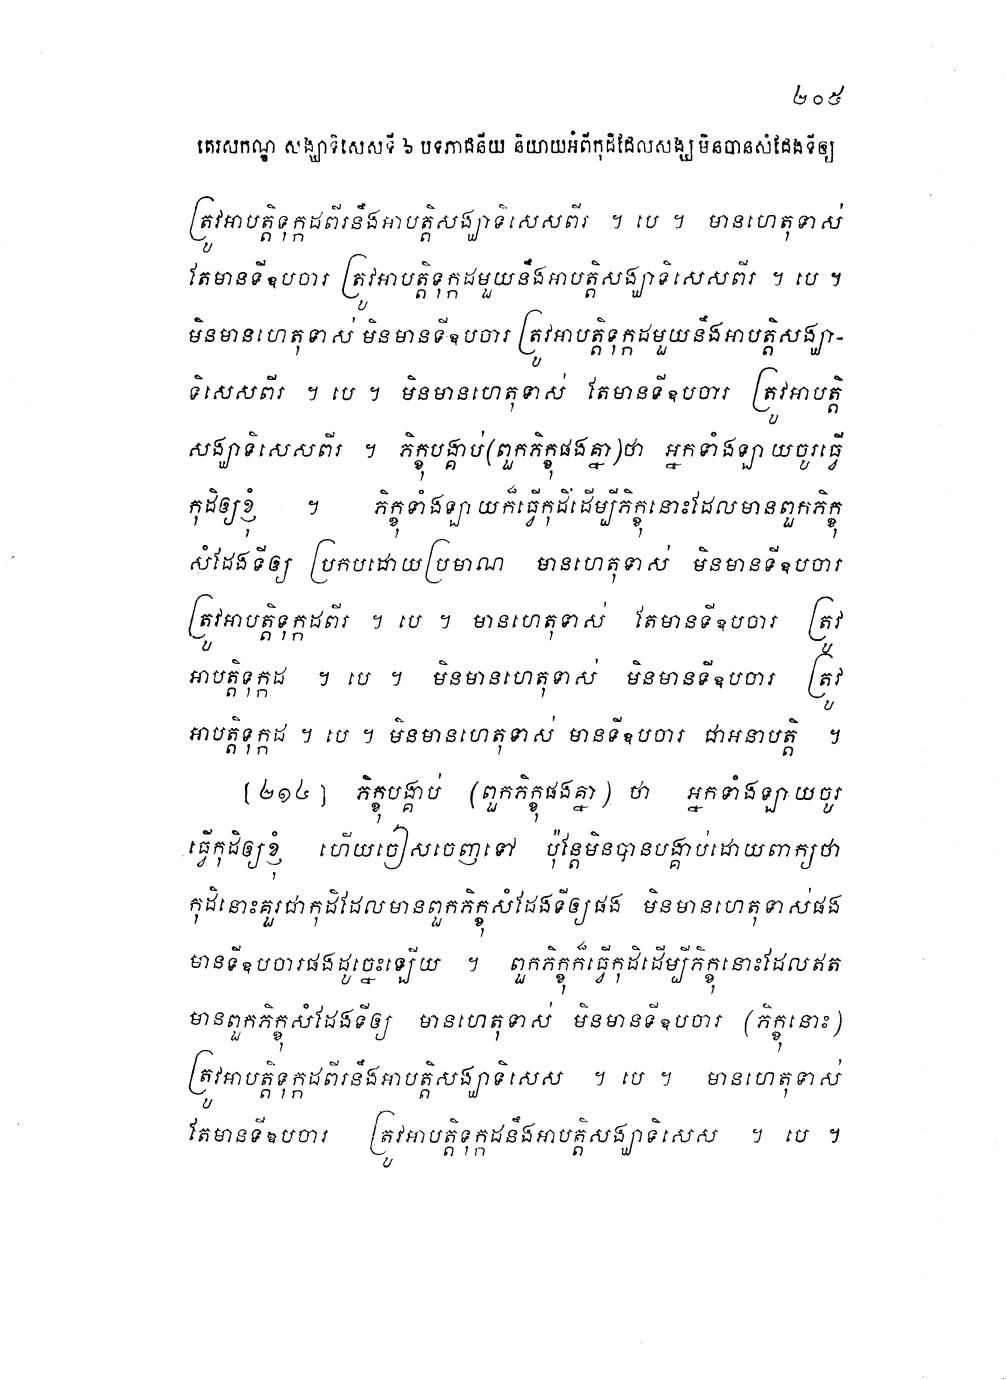 ២០៥
តេរសកណ្ឌ សង្ឃាទិសេសទី ៦ បទភាជនីយ និយាយអំពីកុដិដែលសង្ឃមិនបានសំដែងទីឲ្យ
ត្រូវអាបត្តិទុក្កដពីរនឹងអាបត្តិសង្ឃាទិសេសពីរ ។ បេ ។ មានហេតុទាស់
តែមានទីឧបចារ ត្រូវអាបត្តិទុក្កដមួយនឹងអាបត្តិសង្ឃាទិសេសពីរ ។ បេ ។
មិនមានហេតុទាស់ មិនមានទីឧបចារ ត្រូវអាបត្តិទុក្កដមួយនឹងអាបត្តិសង្ឃា-
ទិសេសពីរ ។ បេ ។ មិនមានហេតុទាស់ តែមានទីឧបចារ ត្រូវអាបត្តិ
សង្ឃាទិសេសពីរ ។ ភិក្ខុបង្គាប់(ពួកភិក្ខុផងគ្នា)ថា អ្នកទាំងឡាយចូរធ្វើ
កុដិឲ្យខ្ញុំ ។ ភិក្ខុទាំងឡាយក៏ធ្វើកុដិដើម្បីភិក្ខុនោះដែលមានពួកភិក្ខុ
សំដែងទីឲ្យ ប្រកបដោយប្រមាណ មានហេតុទាស់ មិនមានទីឧបចារ
ត្រូវអាបត្តិទុក្កដពីរ ។ បេ ។ មានហេតុទាស់ តែមានទីឧបចារ ត្រូវ
អាបត្តិទុក្កដ ។ បេ ។ មិនមានហេតុទាស់ មិនមានទីឧបចារ ត្រូវ
អាបត្តិទុក្កដ ។ បេ ។ មិនមានហេតុទាស់ មានទីឧបចារ ជាអនាបត្តិ ។
[២១៤] ភិក្ខុបង្គាប់ (ពួកភិក្ខុផងគ្នា) ថា អ្នកទាំងឡាយចូរ
ធ្វើកុដិឲ្យខ្ញុំ ហើយចៀសចេញទៅ ប៉ុន្តែមិនបានបង្គាប់ដោយពាក្យថា
កុដិនោះគួរជាកុដិដែលមានពួកភិក្ខុសំដែងទីឲ្យផង មិនមានហេតុទាស់ផង
មានទីឧបចារផងដូច្នេះឡើយ ។ ពួកភិក្ខុក៏ធ្វើកុដិដើម្បីភិក្ខុនោះដែលឥត
មានពួកភិក្ខុសំដែងទីឲ្យ មានហេតុទាស់ មិនមានទីឧបចារ (ភិក្ខុនោះ)
ត្រូវអាបត្តិទុក្កដពីរនឹងអាបត្តិសង្ឃាទិសេស ។ បេ ។ មានហេតុទាស់
តែមានទីឧបចារ ត្រូវអាបត្តិទុក្កដនឹងអាបត្តិសង្ឃាទិសេស ។ បេ ។